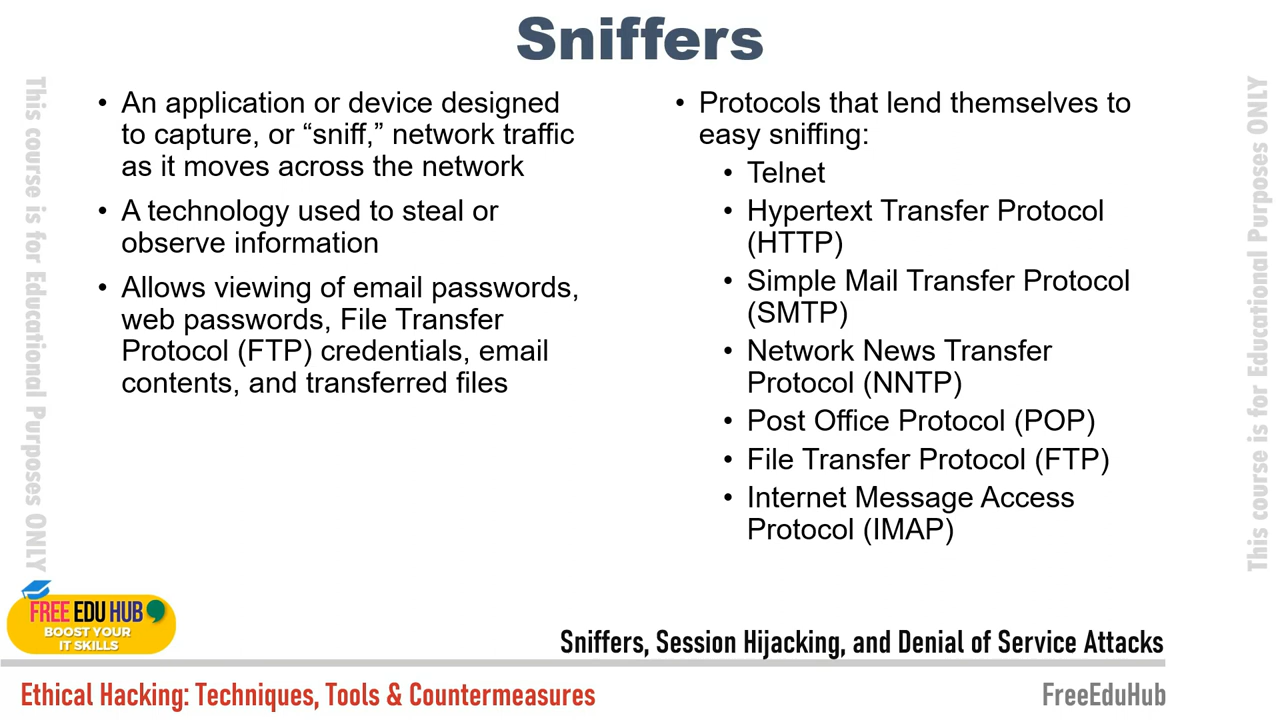 Sniffers
• An application or device designed
to capture, or “sniff,” network traffic
as it moves across the network
• A technology used to steal or
observe information
• Allows viewing of email passwords,
web passwords, File Transfer
Protocol (FTP) credentials, email
contents, and transferred files
• Protocols that lend themselves to
easy sniffing:
• Telnet
• Hypertext Transfer Protocol
(HTTP)
• Simple Mail Transfer Protocol
(SMTP)
• Network News Transfer
Protocol (NNTP)
• Post Office Protocol (POP)
• File Transfer Protocol (FTP)
• Internet Message Access
Protocol (IMAP)
This course is for Educational Purposes ONLY
This course is for Educational Purposes ONLY
FREE EDU HUB
BOOST YOUR
IT SKILLS
Sniffers, Session Hijacking, and Denial of Service Attacks
Ethical Hacking: Techniques, Tools & Countermeasures
FreeEduHub